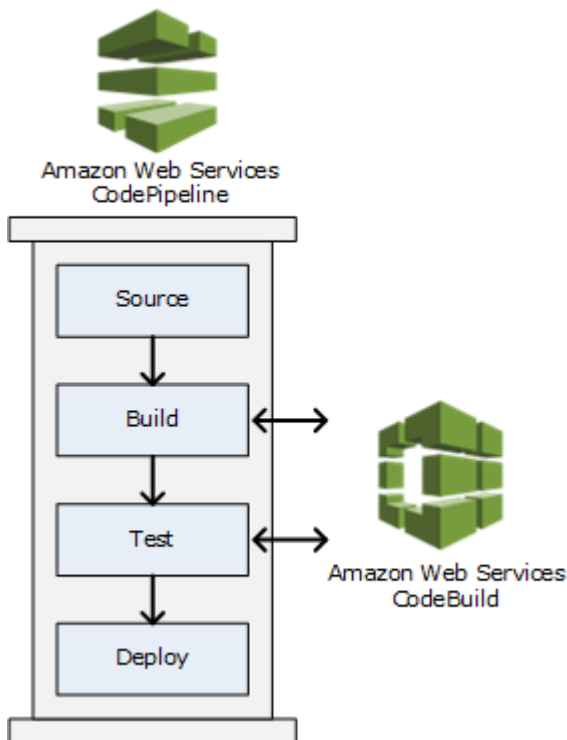 Amazon Web Services
CodePipeline
Source
Build
Test
Amazon Web Services
CodeBuild
Deploy